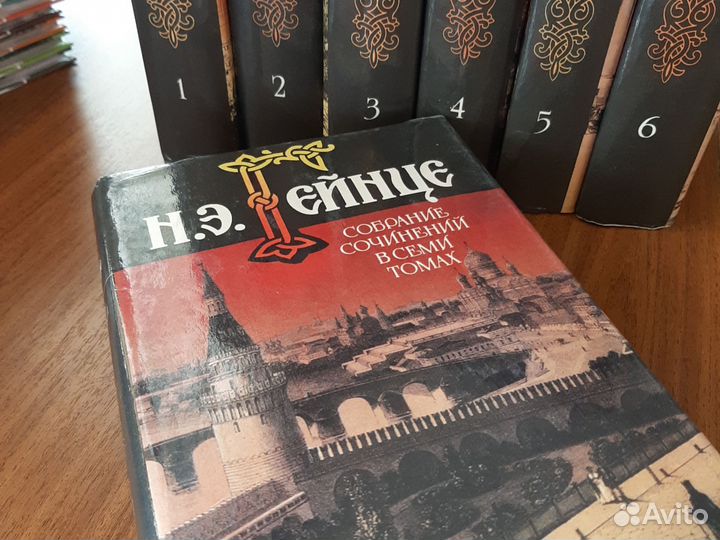 1 2 3 4 5 6
Н.Э. ГЕЙНЦЕ
СОБРАНИЕ
СОЧИНЕНИЙ
В СЕМИ
ТОМАХ
Avito